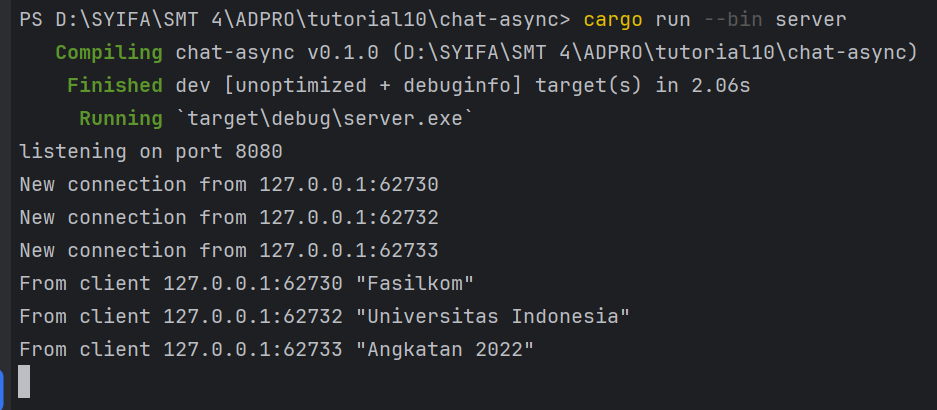 PS D:\SYIFA\SMT 4\ADPRO\tutorial10\chat-async> cargo run --bin server
Compiling chat-async v0.1.0 (D:\SYIFA\SMT 4\ADPRO\tutorial10\chat-async)
Finished dev [unoptimized + debuginfo] target(s) in 2.06s
Running `target\debug\server.exe`
listening on port 8080
New connection from 127.0.0.1:62730
New connection from 127.0.0.1:62732
New connection from 127.0.0.1:62733
From client 127.0.0.1:62730 "Fasilkom"
From client 127.0.0.1:62732 "Universitas Indonesia"
From client 127.0.0.1:62733 "Angkatan 2022"